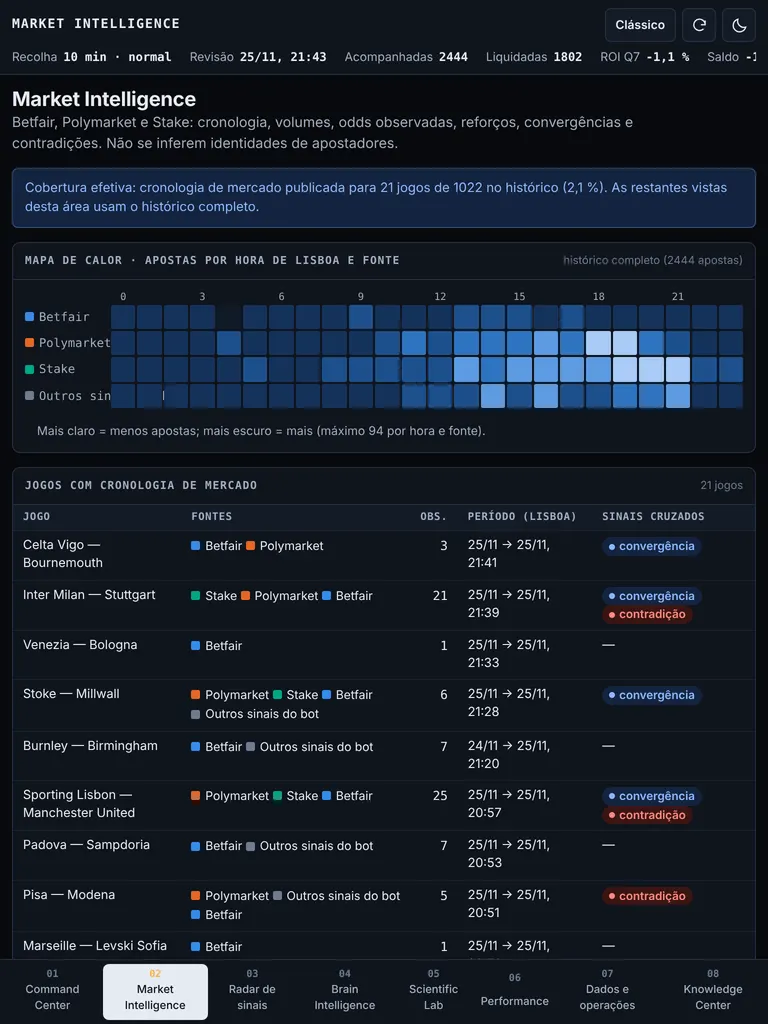 MARKET INTELLIGENCE
Clássico
Recolha 10 min · normal Revisão 25/11, 21:43 Acompanhadas 2444 Liquidadas 1802 ROI Q7 -1,1 % Saldo
Market Intelligence
Betfair, Polymarket e Stake: cronologia, volumes, odds observadas, reforços, convergências e
contradições. Não se inferem identidades de apostadores.
Cobertura efetiva: cronologia de mercado publicada para 21 jogos de 1022 no histórico (2,1 %). As restantes vistas
desta área usam o histórico completo.
MAPA DE CALOR · APOSTAS POR HORA DE LISBOA E FONTE
histórico completo (2444 apostas)
0 3 6 9 12 15 18 21
Betfair
Polymarket
Stake
Outros sin
Mais claro = menos apostas; mais escuro = mais (máximo 94 por hora e fonte).
JOGOS COM CRONOLOGIA DE MERCADO
21 jogos
JOGO FONTES OBS. PERÍODO (LISBOA) SINAIS CRUZADOS
Celta Vigo — Betfair Polymarket 3 25/11 → 25/11, convergência
Bournemouth 21:41
Inter Milan — Stuttgart Stake Polymarket Betfair 21 25/11 → 25/11, convergência
21:39 contradição
Venezia — Bologna Betfair 1 25/11 → 25/11, —
21:33
Stoke — Millwall Polymarket Stake Betfair 6 25/11 → 25/11, convergência
Outros sinais do bot 21:28
Burnley — Birmingham Betfair Outros sinais do bot 7 24/11 → 25/11, —
21:20
Sporting Lisbon — Polymarket Stake Betfair 25 25/11 → 25/11, convergência
Manchester United 20:57 contradição
Padova — Sampdoria Betfair Outros sinais do bot 7 25/11 → 25/11, —
20:53
Pisa — Modena Polymarket Outros sinais do bot 5 25/11 → 25/11, contradição
Betfair 20:51
Marseille — Levski Sofia Betfair 1 25/11 → 25/11, —
01 02 03 04 05 06 07 08
Command Market Radar de Brain Scientific Performance Dados e Knowledge
Center Intelligence sinais Intelligence Lab operações Center